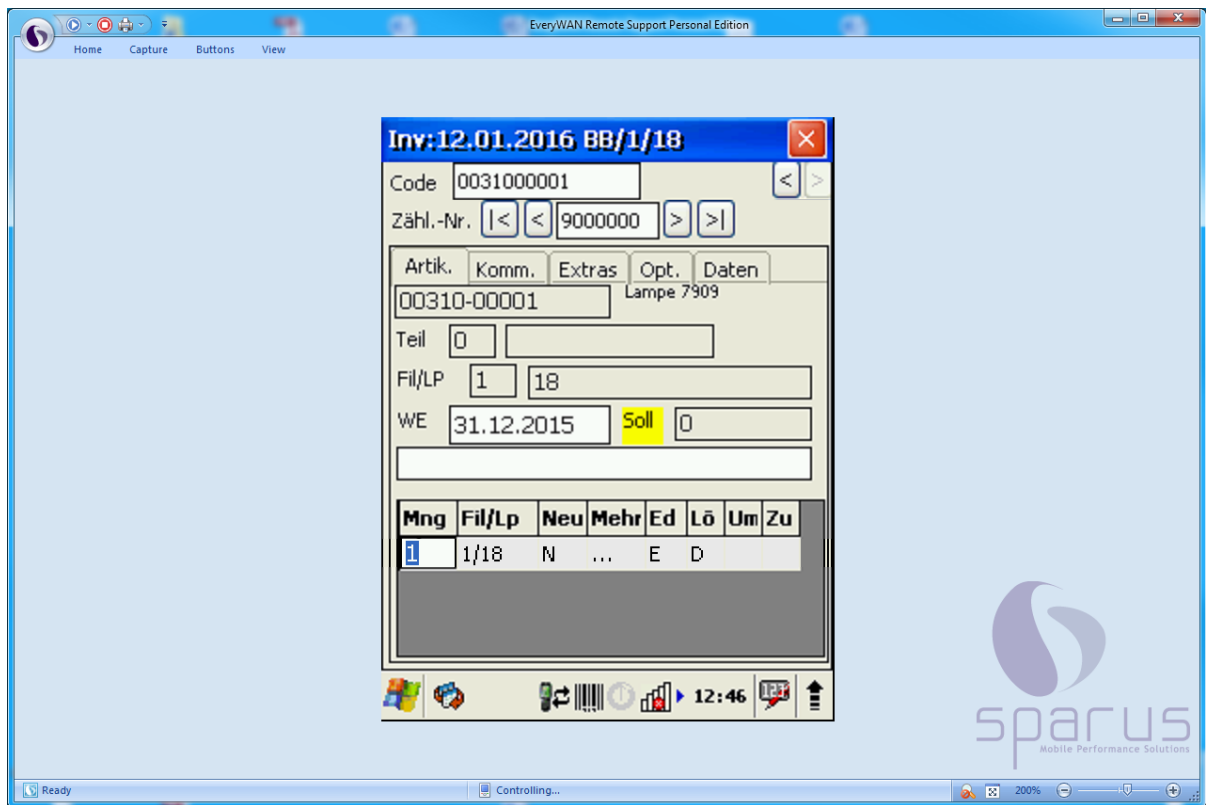 EveryWAN Remote Support Personal Edition
Home Capture Buttons View
Inv:12.01.2016 BB/1/18
Code 0031000001 < >
Zähl.-Nr. |< < 9000000 > >|
Artik. Komm. Extras Opt. Daten
00310-00001 Lampe 7909
Teil 0
Fil/LP 1 18
WE 31.12.2015 Soll 0
Mng Fil/Lp Neu Mehr Ed Lö Um Zu
1 1/18 N ... E D
12:46 123
sparus
Mobile Performance Solutions
Ready Controlling... 200%